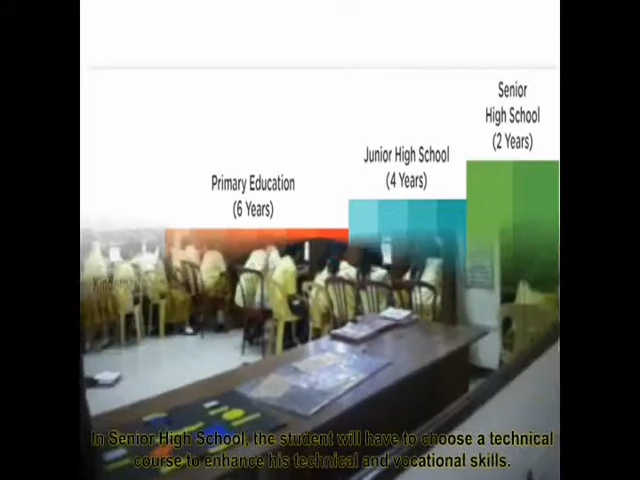 Senior
High School
(2 Years)
Junior High School
(4 Years)
Primary Education
(6 Years)
In Senior High School, the student will have to choose a technical
course to enhance his technical and vocational skills.